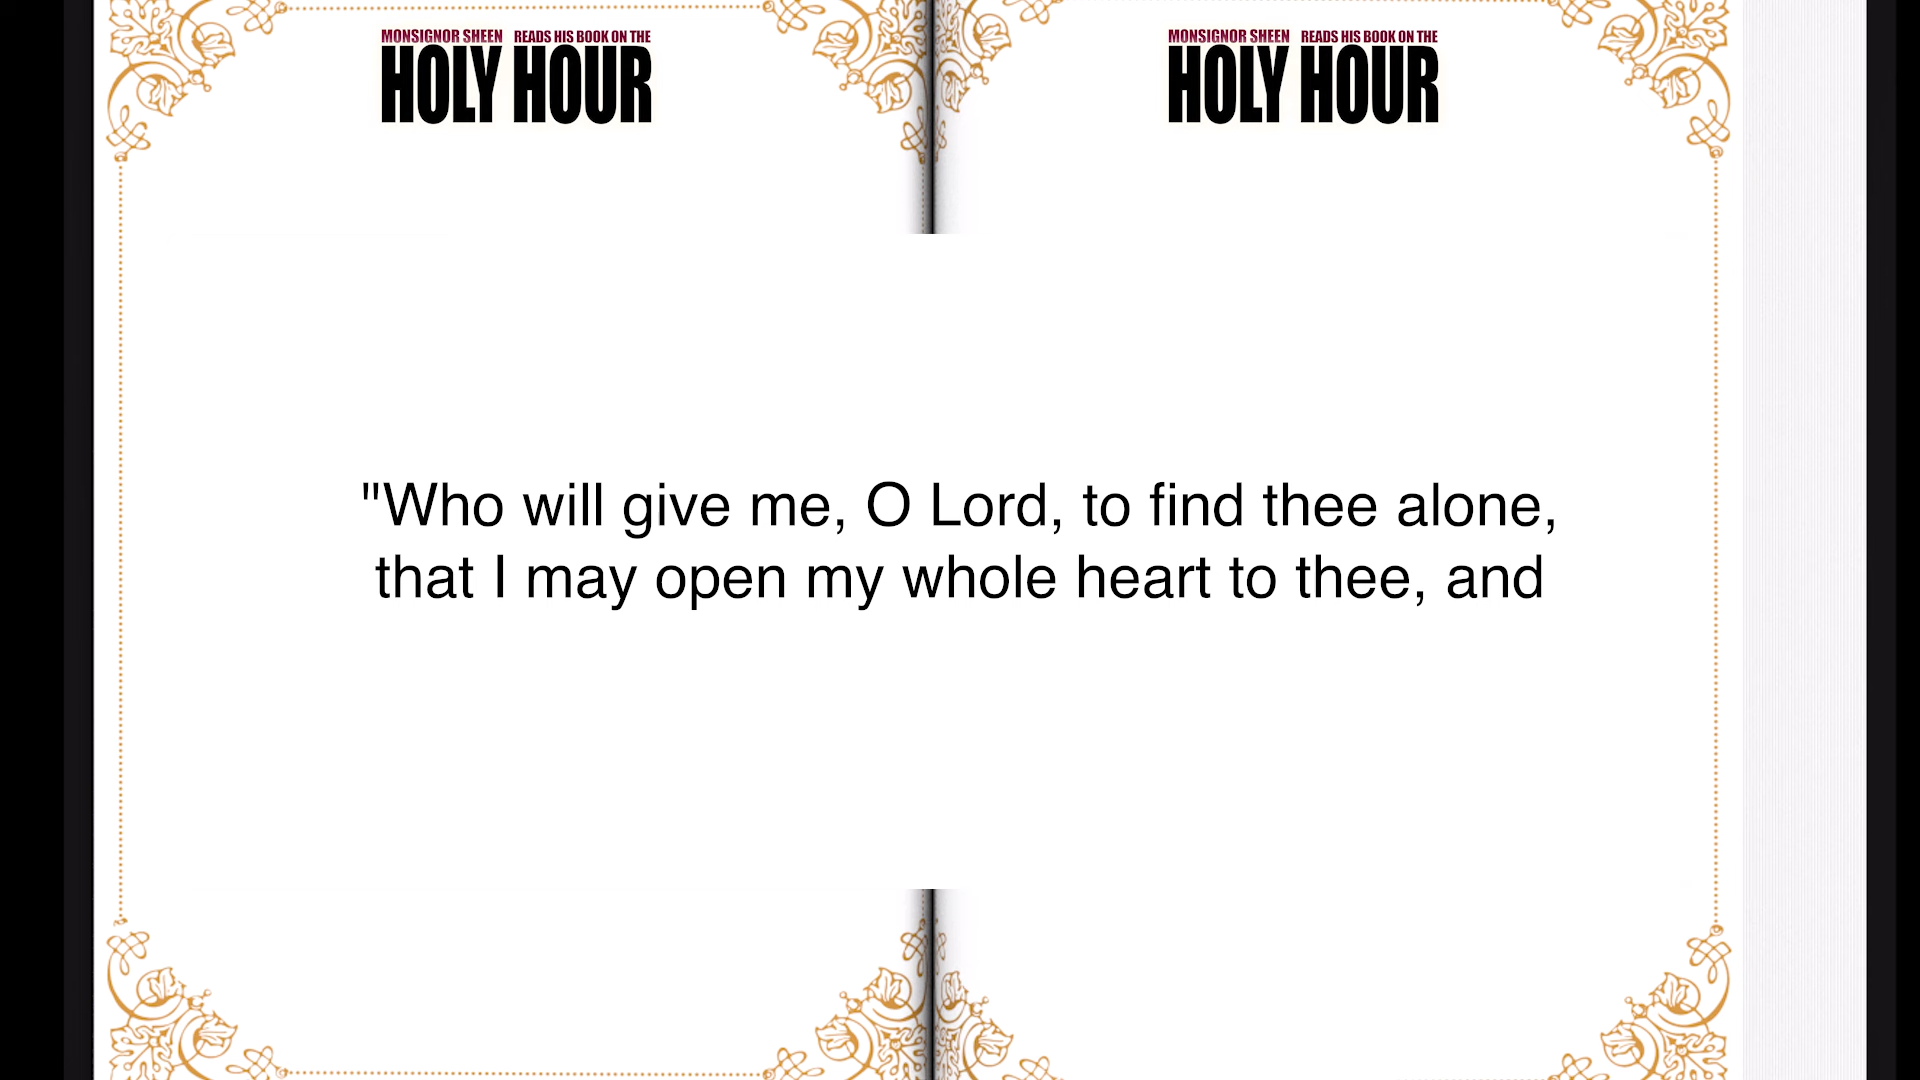 MONSIGNOR SHEEN READS HIS BOOK ON THE
HOLY HOUR
MONSIGNOR SHEEN READS HIS BOOK ON THE
HOLY HOUR
"Who will give me, O Lord, to find thee alone,
that I may open my whole heart to thee, and